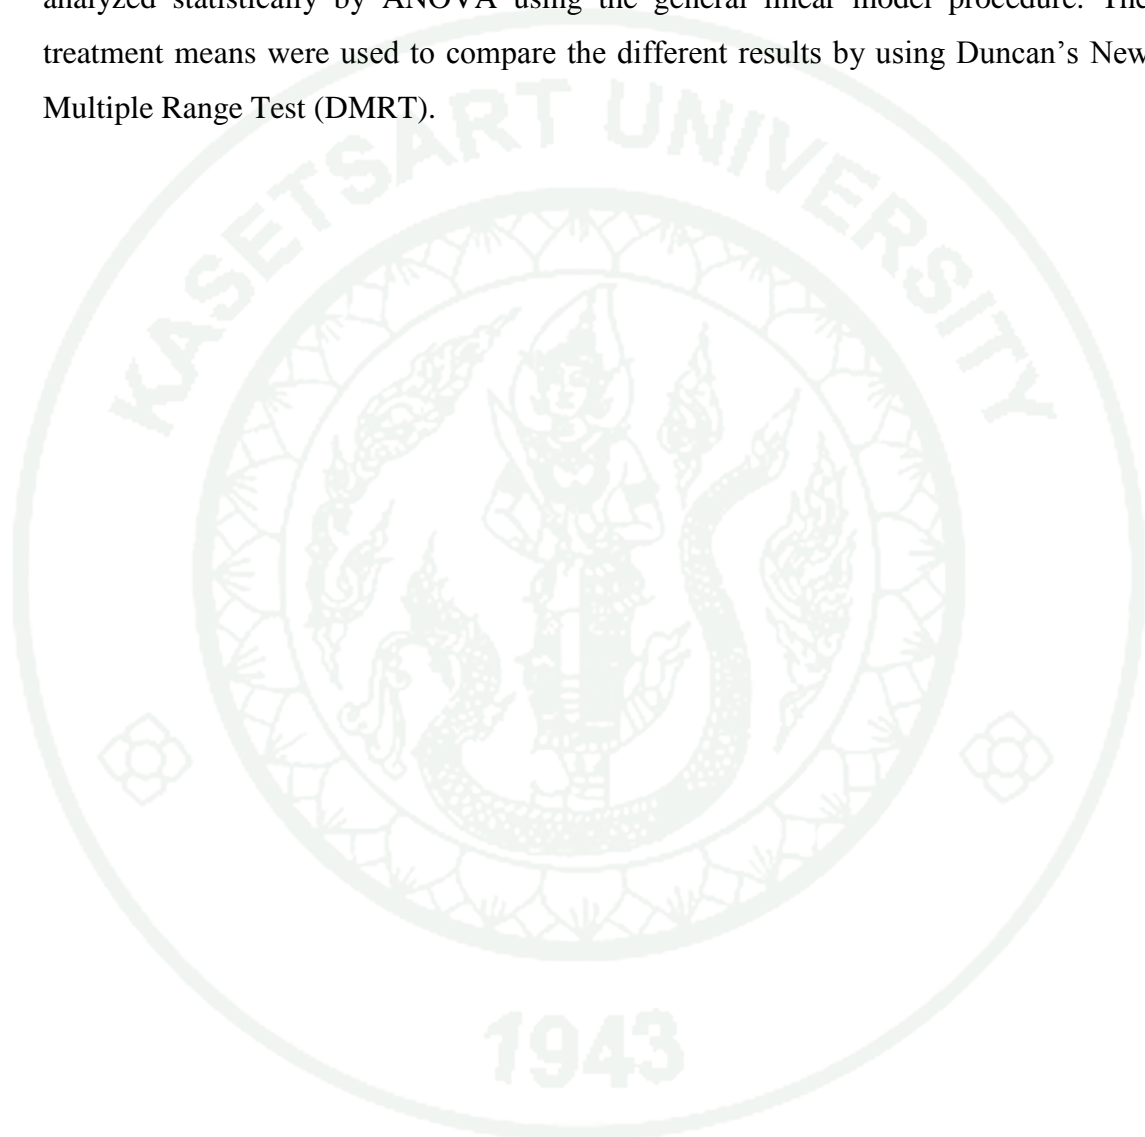 analyzed statistically by ANOVA using the general linear model procedure. The
treatment means were used to compare the different results by using Duncan's New
Multiple Range Test (DMRT).
KASETSART UNIVERSITY
1943